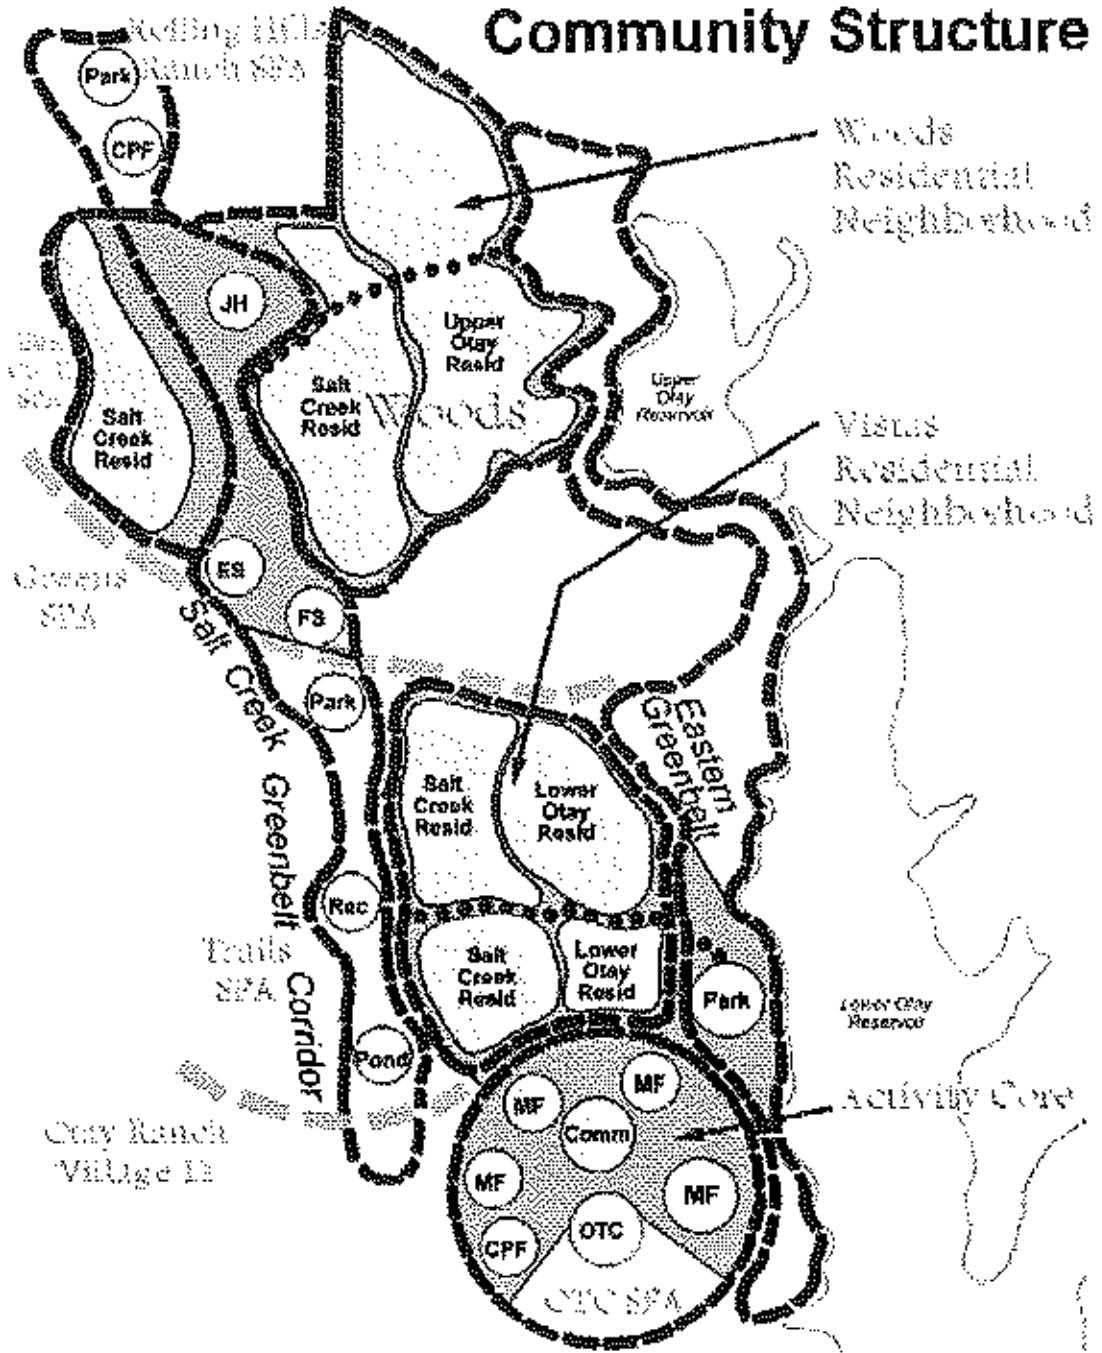 Community Structure
Rolling Hills
Ranch SPA
Park
CPF
Woods
Residential
Neighborhood
JH
Upper
Otay
Resid
Salt
Creek
Resid
Woods
Upper
Otay
Reservoir
Salt
Creek
Resid
Vistas
Residential
Neighborhood
ES
Greens
SPA
FS
Salt Creek Greenbelt Corridor
Park
Eastern
Greenbelt
Salt
Creek
Resid
Lower
Otay
Resid
Rec
Trails
SPA
Salt
Creek
Resid
Lower
Otay
Resid
Park
Lower Otay
Reservoir
Pond
MF
MF
Activity Core
Comm
Otay Ranch
Village 11
MF
MF
OTC
CPF
OTC SPA